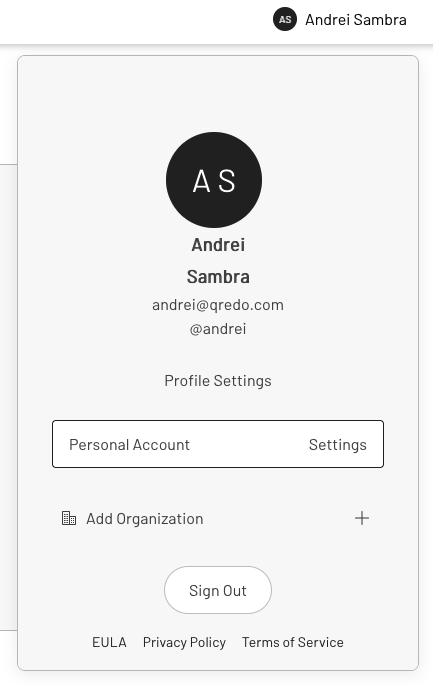 AS Andrei Sambra
AS
Andrei
Sambra
andrei@qredo.com
@andrei
Profile Settings
Personal Account Settings
Add Organization
Sign Out
EULA Privacy Policy Terms of Service